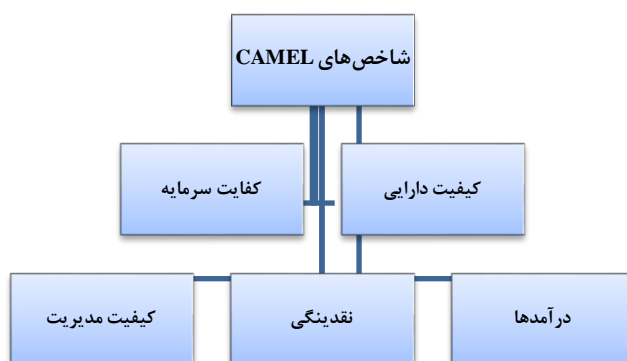 شاخص‌های CAMEL
کیفیت دارایی
کفایت سرمایه
درآمدها
نقدینگی
کیفیت مدیریت